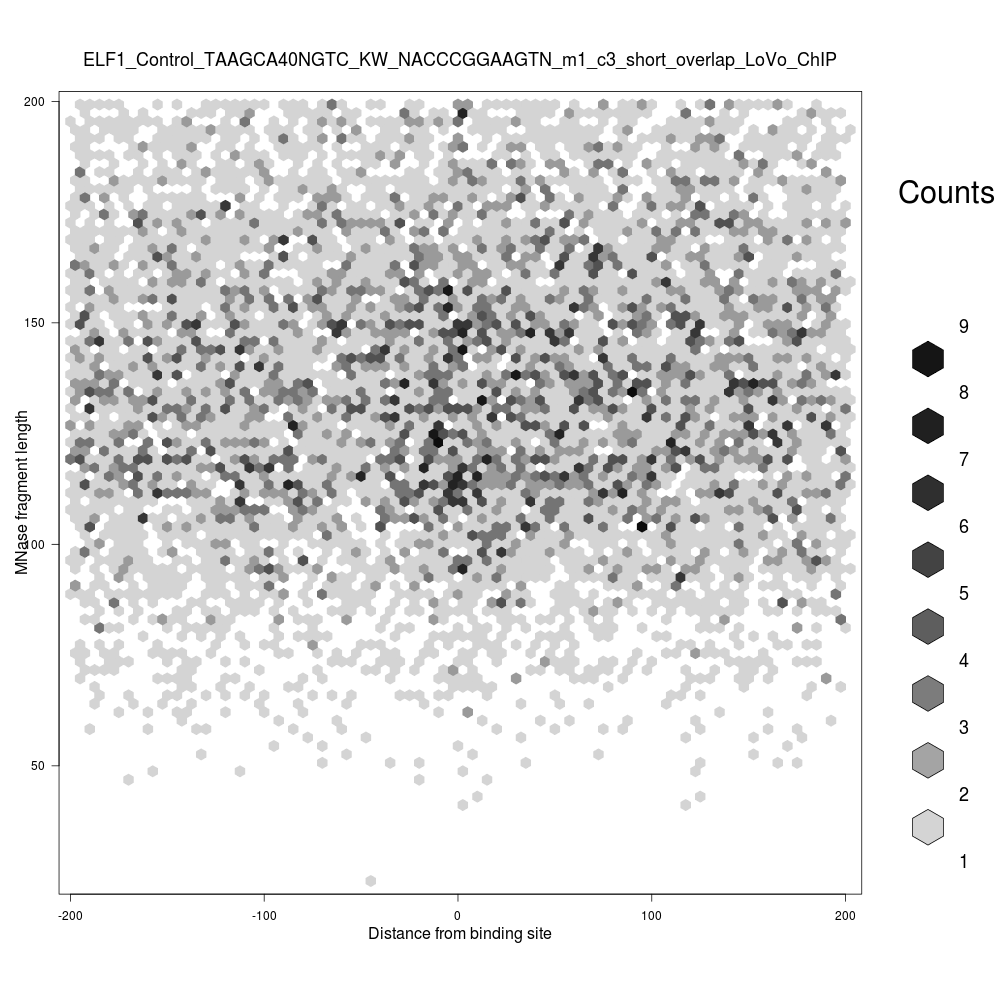 ELF1_Control_TAAGCA40NGTC_KW_NACCCGGAAGTN_m1_c3_short_overlap_LoVo_ChIP
Counts
9
8
7
6
5
4
3
2
1
MNase fragment length
200
150
100
50
-200 -100 0 100 200
Distance from binding site